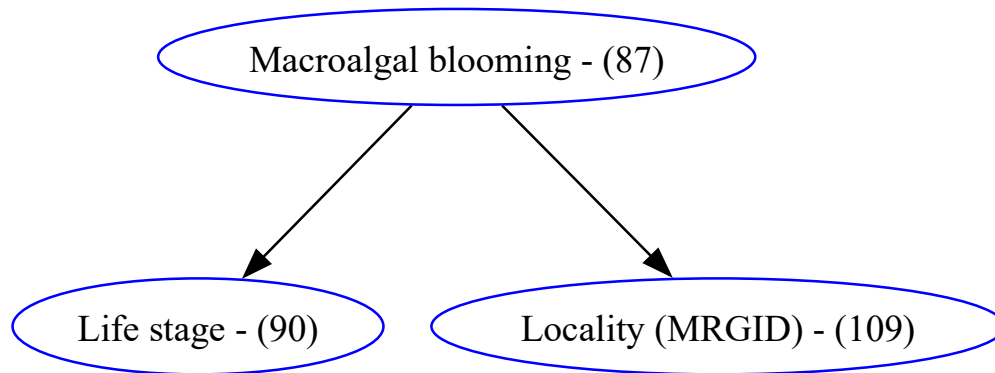 Macroalgal blooming - (87)
Life stage - (90)
Locality (MRGID) - (109)